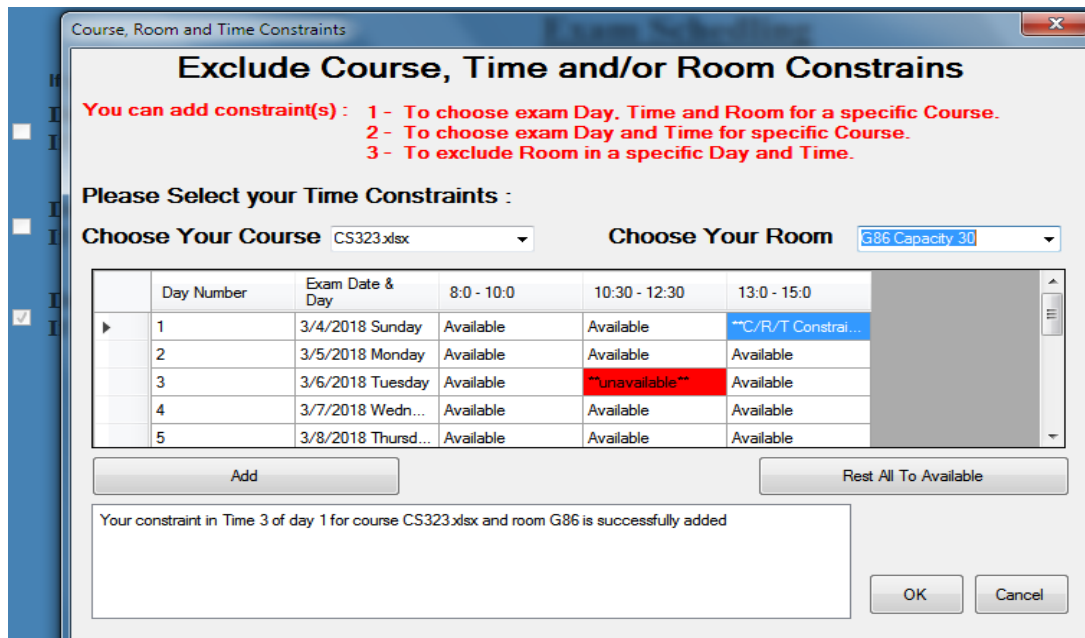 Course, Room and Time Constraints
Exam Schedling
Exclude Course, Time and/or Room Constrains
You can add constraint(s) : 1 - To choose exam Day, Time and Room for a specific Course.
2 - To choose exam Day and Time for specific Course.
3 - To exclude Room in a specific Day and Time.
Please Select your Time Constraints :
Choose Your Course CS323.xlsx Choose Your Room G86 Capacity 30
Day Number Exam Date & Day 8:0 - 10:0 10:30 - 12:30 13:0 - 15:0
1 3/4/2018 Sunday Available Available **C/R/T Constrai...
2 3/5/2018 Monday Available Available Available
3 3/6/2018 Tuesday Available **unavailable** Available
4 3/7/2018 Wedn... Available Available Available
5 3/8/2018 Thursd... Available Available Available
Add Rest All To Available
Your constraint in Time 3 of day 1 for course CS323.xlsx and room G86 is successfully added
OK Cancel